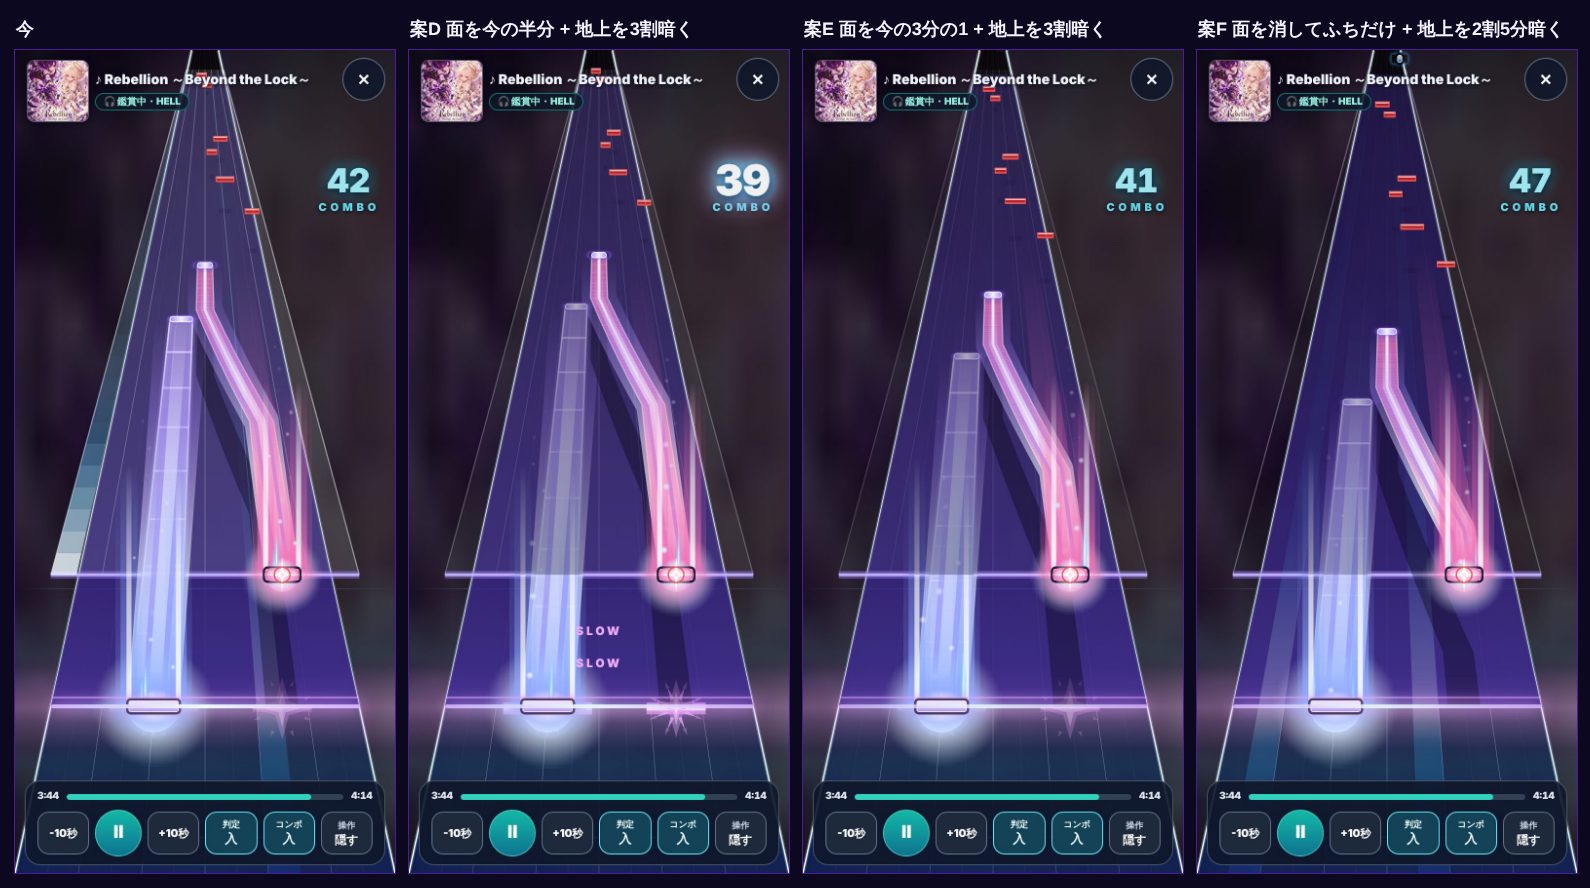 今
案D 面を今の半分 + 地上を3割暗く
案E 面を今の3分の1 + 地上を3割暗く
案F 面を消してふちだけ + 地上を2割5分暗く
Rebellion
♪ Rebellion ～Beyond the Lock～
×
🎧 鑑賞中・HELL
42
COMBO
3:44
4:14
-10秒
+10秒
判定
入
コンボ
入
操作
隠す
Rebellion
♪ Rebellion ～Beyond the Lock～
×
🎧 鑑賞中・HELL
39
COMBO
SLOW
SLOW
3:44
4:14
-10秒
+10秒
判定
入
コンボ
入
操作
隠す
Rebellion
♪ Rebellion ～Beyond the Lock～
×
🎧 鑑賞中・HELL
41
COMBO
3:44
4:14
-10秒
+10秒
判定
入
コンボ
入
操作
隠す
Rebellion
♪ Rebellion ～Beyond the Lock～
×
🎧 鑑賞中・HELL
47
COMBO
3:44
4:14
-10秒
+10秒
判定
入
コンボ
入
操作
隠す